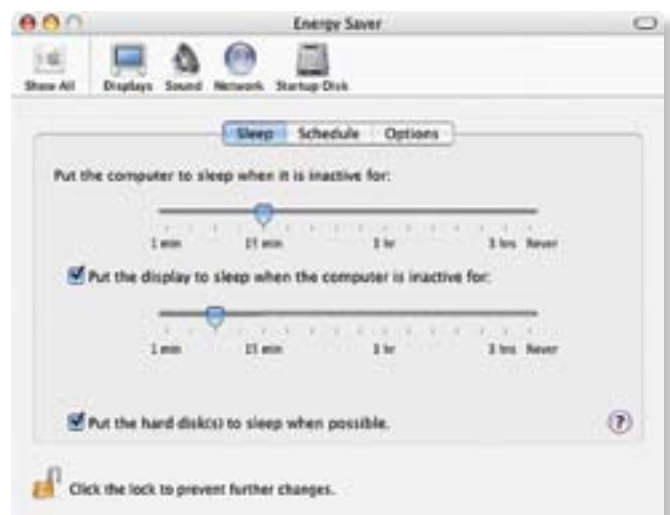 Energy Saver
Show All Displays Sound Network Startup Disk
Sleep Schedule Options
Put the computer to sleep when it is inactive for:
1 min 15 min 1 hr 3 hrs Never
Put the display to sleep when the computer is inactive for:
1 min 15 min 1 hr 3 hrs Never
Put the hard disk(s) to sleep when possible.
?
Click the lock to prevent further changes.